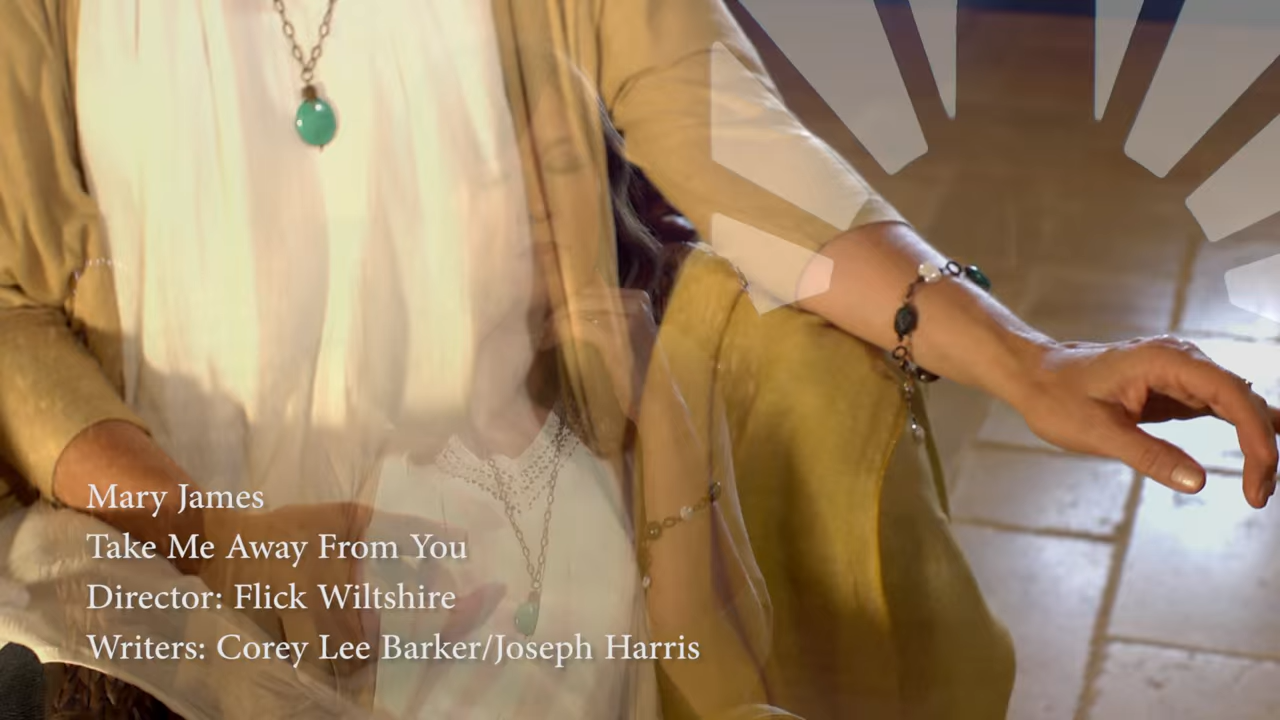 Mary James
Take Me Away From You
Director: Flick Wiltshire
Writers: Corey Lee Barker/Joseph Harris